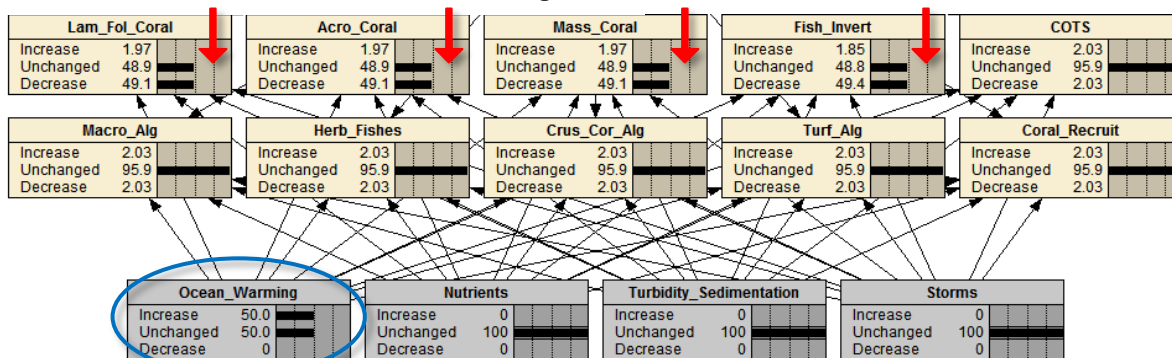 Lam_Fol_Coral
Increase 1.97
Unchanged 48.9
Decrease 49.1
Acro_Coral
Increase 1.97
Unchanged 48.9
Decrease 49.1
Mass_Coral
Increase 1.97
Unchanged 48.9
Decrease 49.1
Fish_Invert
Increase 1.85
Unchanged 48.8
Decrease 49.4
COTS
Increase 2.03
Unchanged 95.9
Decrease 2.03
Macro_Alg
Increase 2.03
Unchanged 95.9
Decrease 2.03
Herb_Fishes
Increase 2.03
Unchanged 95.9
Decrease 2.03
Crus_Cor_Alg
Increase 2.03
Unchanged 95.9
Decrease 2.03
Turf_Alg
Increase 2.03
Unchanged 95.9
Decrease 2.03
Coral_Recruit
Increase 2.03
Unchanged 95.9
Decrease 2.03
Ocean_Warming
Increase 50.0
Unchanged 50.0
Decrease 0
Nutrients
Increase 0
Unchanged 100
Decrease 0
Turbidity_Sedimentation
Increase 0
Unchanged 100
Decrease 0
Storms
Increase 0
Unchanged 100
Decrease 0